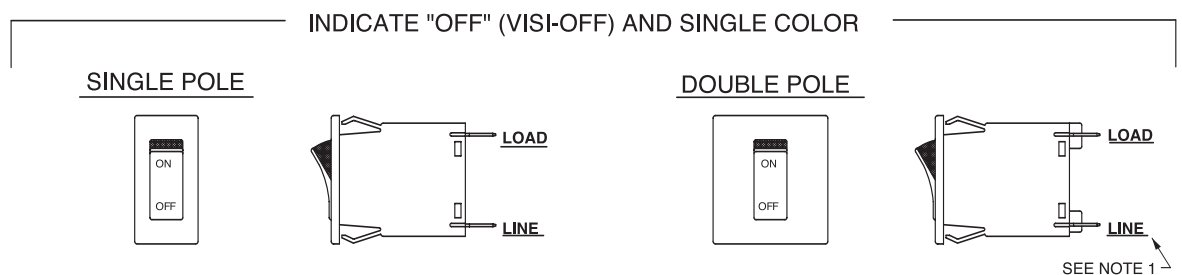 INDICATE "OFF" (VISI-OFF) AND SINGLE COLOR
SINGLE POLE
ON
OFF
LOAD
LINE
DOUBLE POLE
ON
OFF
LOAD
LINE
SEE NOTE 1